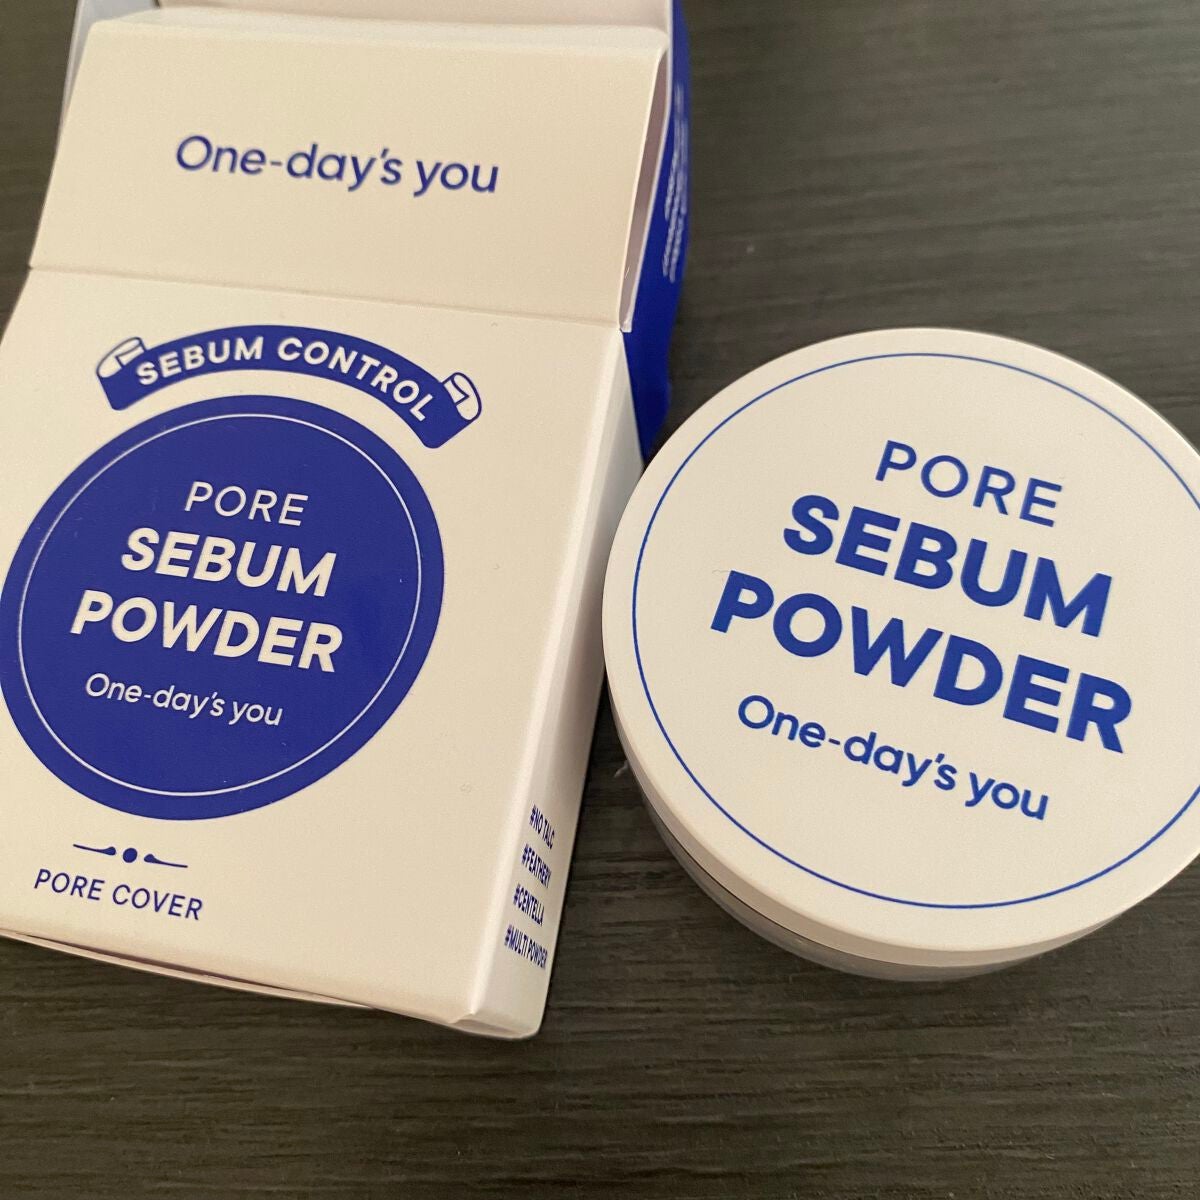 One-day's you
SEBUM CONTROL
PORE
SEBUM
POWDER
One-day's you
PORE COVER
#NO TALC
#FEATHERY
#CENTELLA
#MULTI POWDER
PORE
SEBUM
POWDER
One-day's you